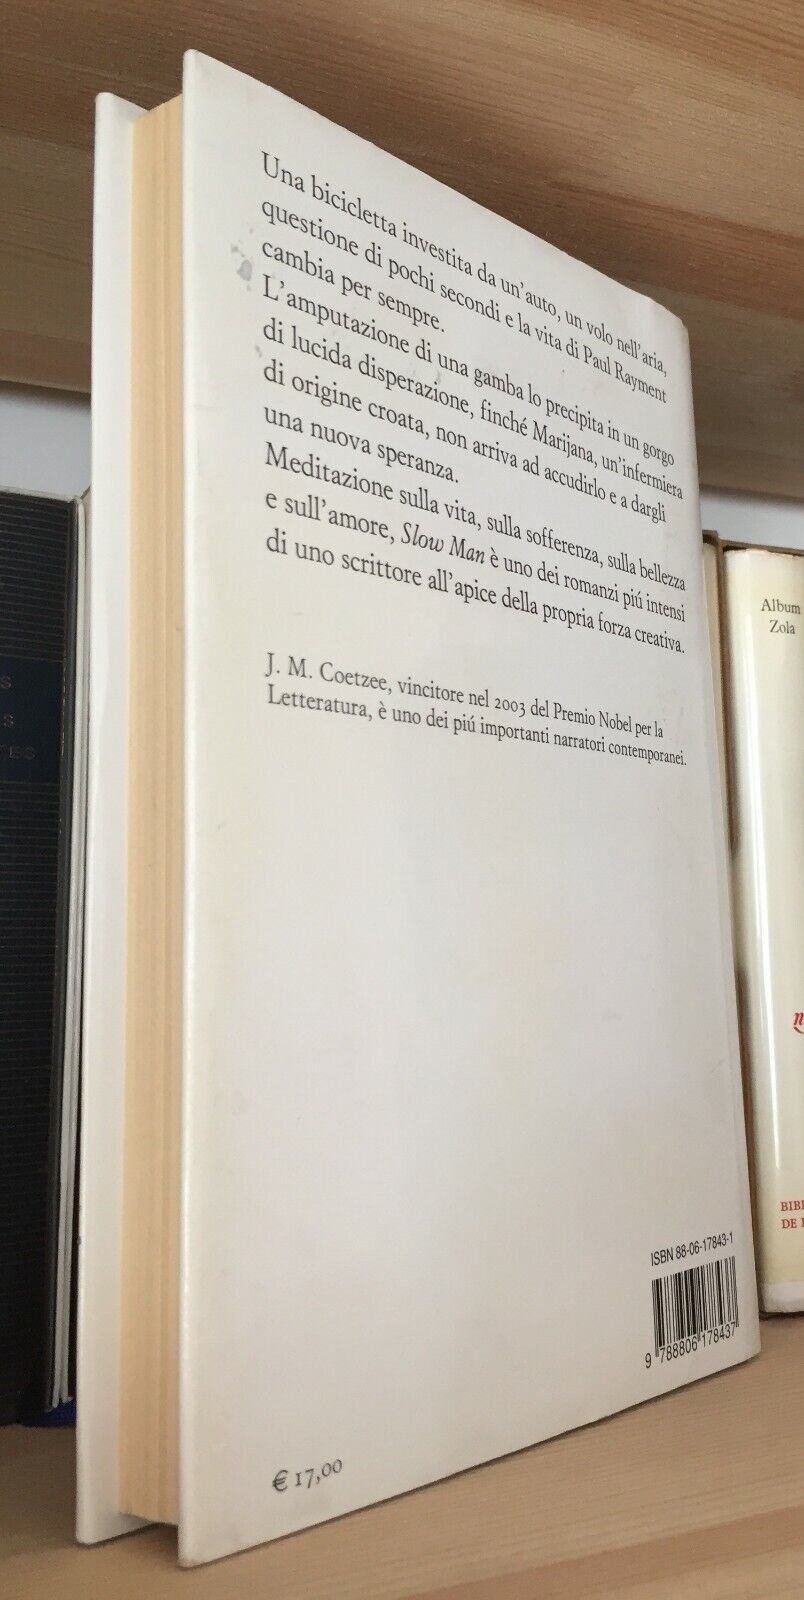 Una bicicletta investita da un'auto, un volo nell'aria,
questione di pochi secondi e la vita di Paul Rayment
cambia per sempre.
L'amputazione di una gamba lo precipita in un gorgo
di lucida disperazione, finché Marijana, un'infermiera
di origine croata, non arriva ad accudirlo e a dargli
una nuova speranza.
Meditazione sulla vita, sulla sofferenza, sulla bellezza
e sull'amore, Slow Man è uno dei romanzi piú intensi
di uno scrittore all'apice della propria forza creativa.
J. M. Coetzee, vincitore nel 2003 del Premio Nobel per la
Letteratura, è uno dei piú importanti narratori contemporanei.
ISBN 88-06-17843-1
9 788806 178437
€ 17,00
Album
Zola